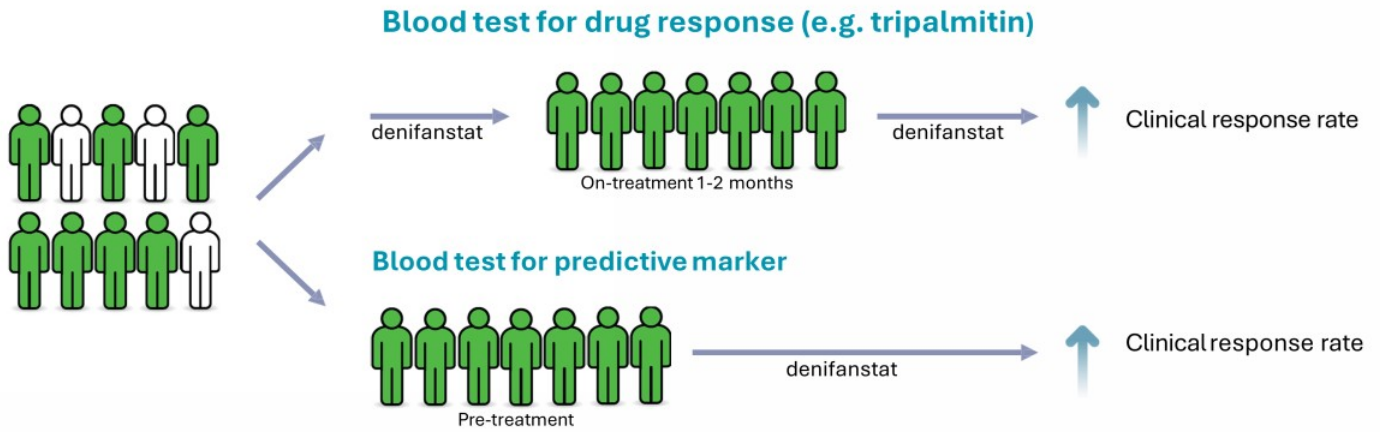 Blood test for drug response (e.g. tripalmitin)
denifanstat
denifanstat
Clinical response rate
On-treatment 1-2 months
Blood test for predictive marker
Clinical response rate
denifanstat
Pre-treatment